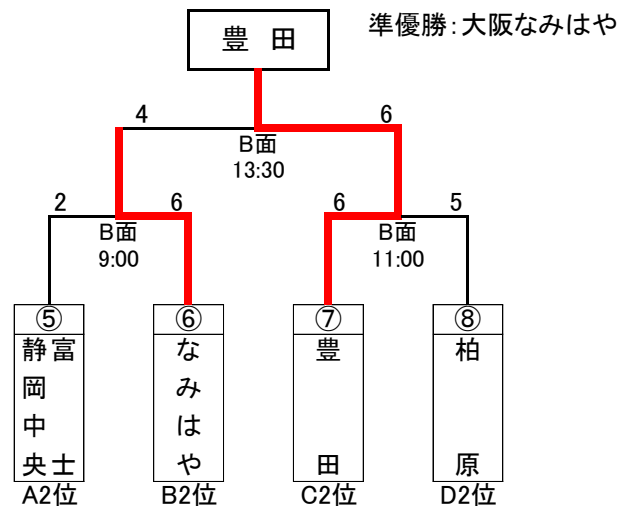 豊 田
準優勝：大阪なみはや
4
6
B面
13:30
2
6
6
5
B面
9:00
B面
11:00
⑤
⑥
⑦
⑧
静岡中央
富士
なみはや
豊田
柏原
A2位
B2位
C2位
D2位